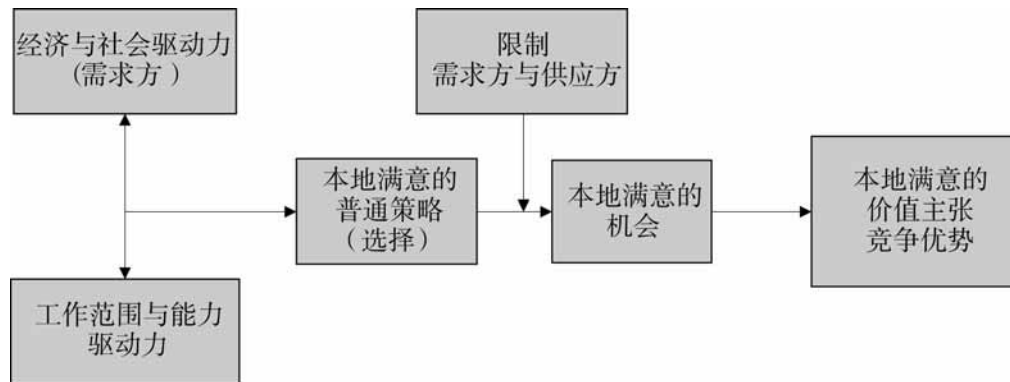 经济与社会驱动力
(需求方）
限制
需求方与供应方
本地满意的
普通策略
（选择）
本地满意的
机会
本地满意的
价值主张
竞争优势
工作范围与能力
驱动力